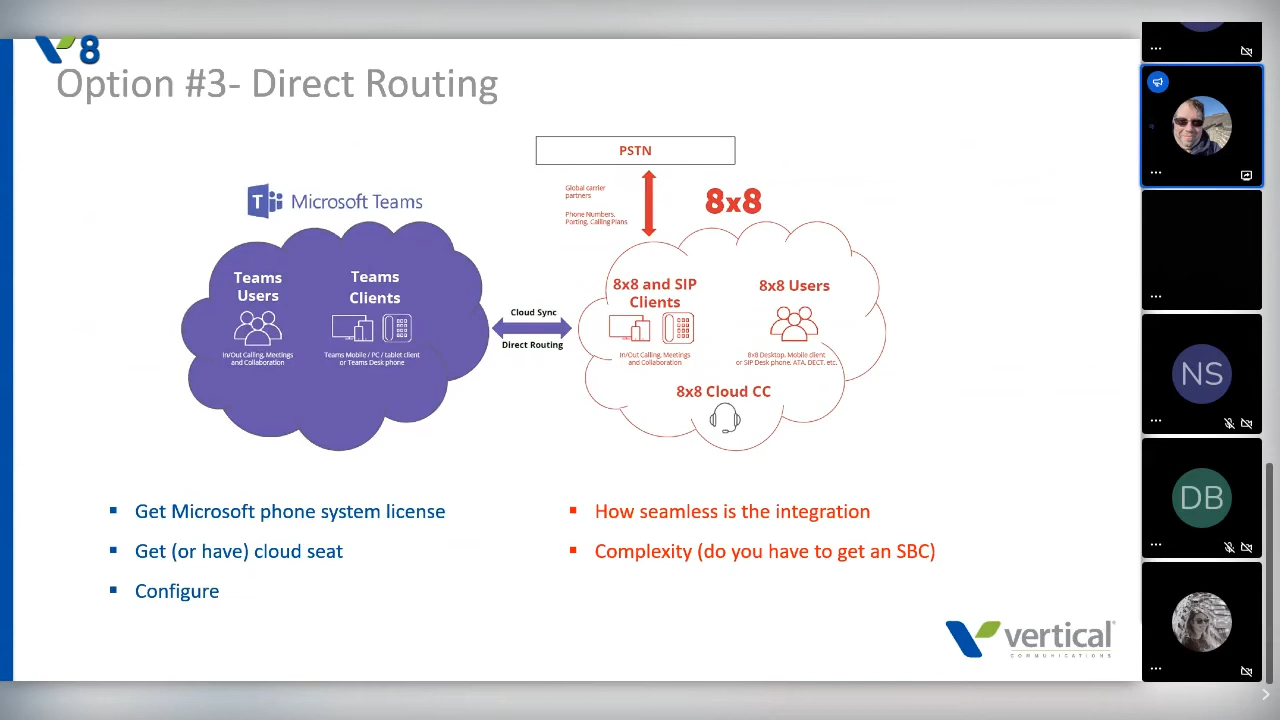 V 8
Option #3- Direct Routing
PSTN
Global carrier
partners
Phone Numbers,
Porting, Calling Plans
8x8
Microsoft Teams
Teams
Users
In/Out Calling, Meetings
and Collaboration
Teams
Clients
Teams Mobile / PC / tablet client
or Teams Desk phone
Cloud Sync
Direct Routing
8x8 and SIP
Clients
In/Out Calling, Meetings
and Collaboration
8x8 Users
8x8 Desktop, Mobile client
or SIP Desk phone, ATA, DECT, etc.
8x8 Cloud CC
Get Microsoft phone system license
Get (or have) cloud seat
Configure
How seamless is the integration
Complexity (do you have to get an SBC)
vertical
COMMUNICATIONS
NS
DB